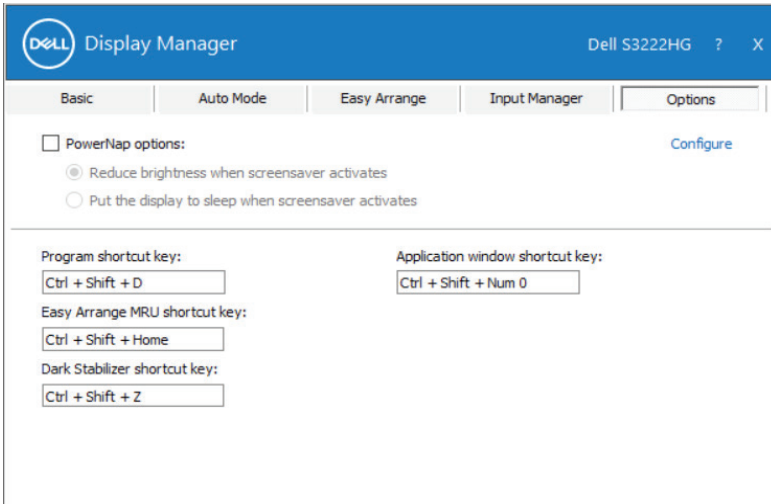 DELL Display Manager Dell S3222HG ? X
Basic Auto Mode Easy Arrange Input Manager Options
PowerNap options: Configure
Reduce brightness when screensaver activates
Put the display to sleep when screensaver activates
Program shortcut key: Application window shortcut key:
Ctrl + Shift + D Ctrl + Shift + Num 0
Easy Arrange MRU shortcut key:
Ctrl + Shift + Home
Dark Stabilizer shortcut key:
Ctrl + Shift + Z